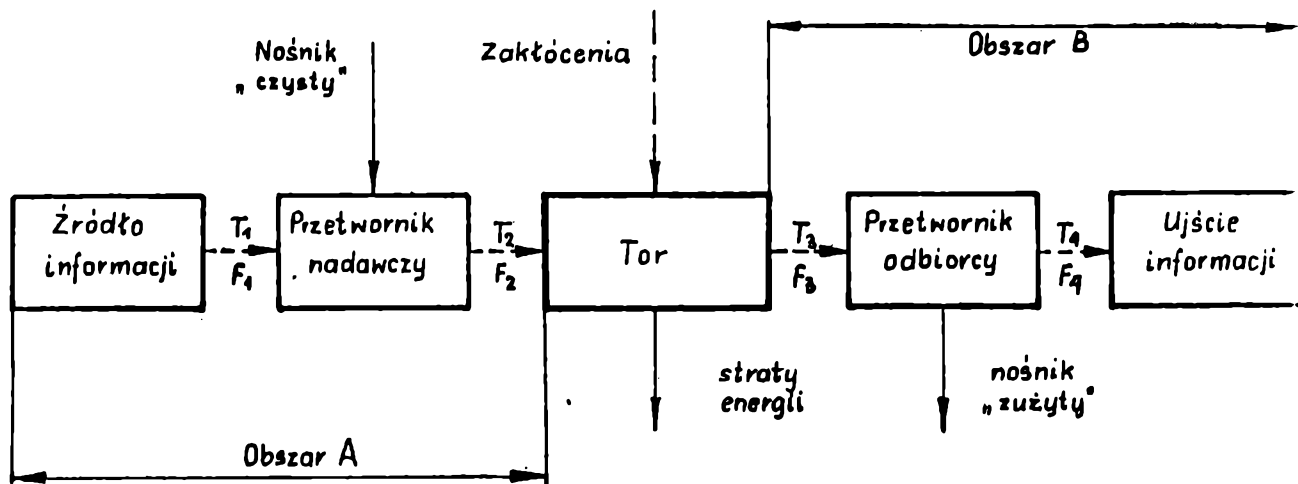 Nośnik
„czysty"
Zakłócenia
Obszar B
Źródło
informacji
T1
F1
Przetwornik
nadawczy
T2
F2
Tor
T3
F3
Przetwornik
odbiorcy
T4
F4
Ujście
informacji
straty
energii
nośnik
„zużyty"
Obszar A